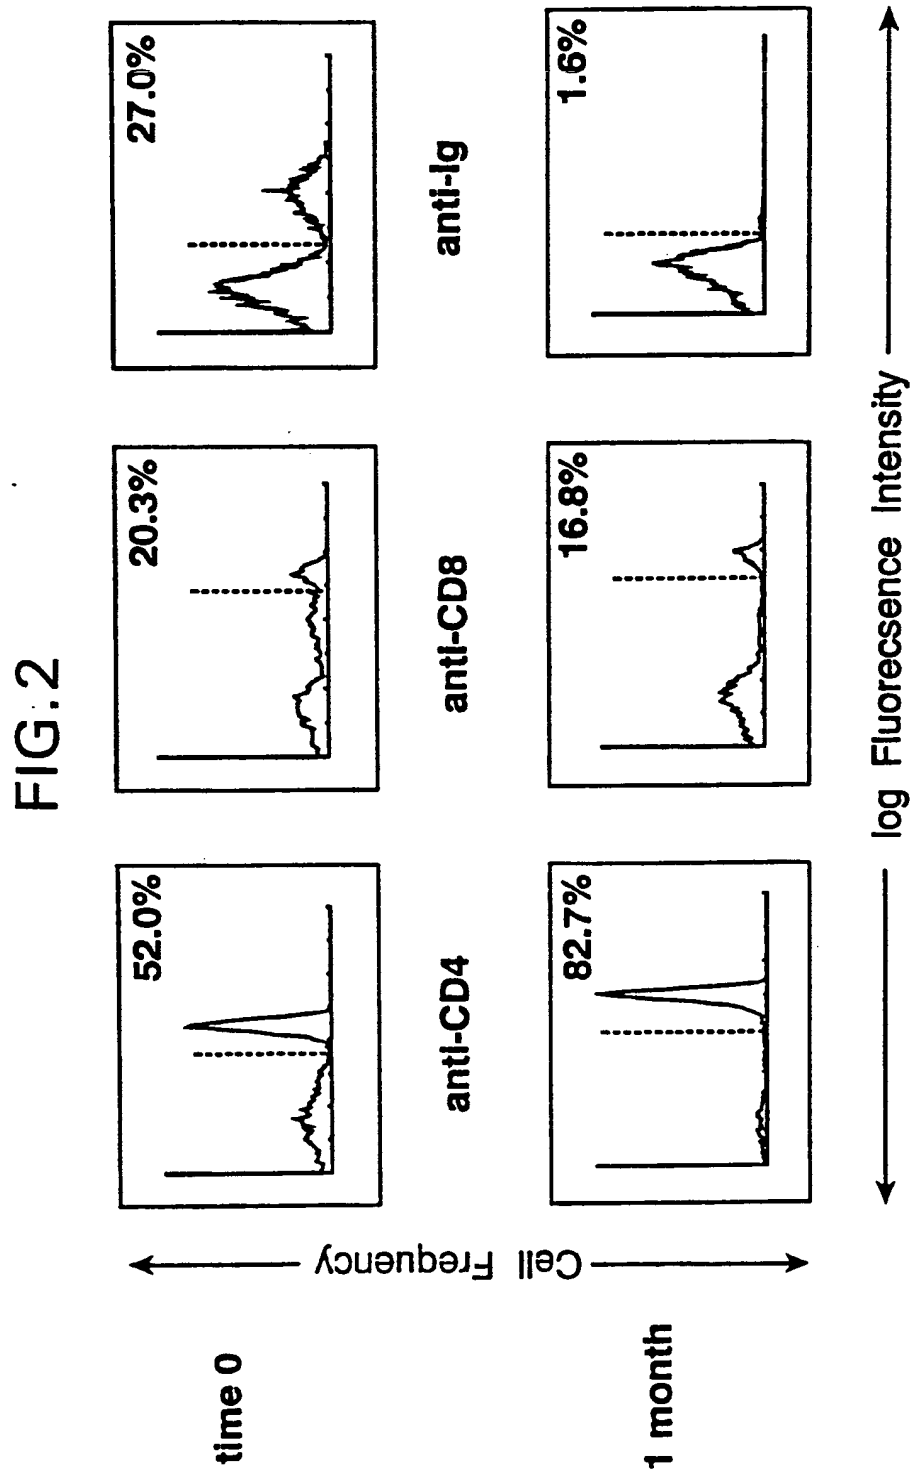 FIG.2
time 0
52.0%
20.3%
27.0%
anti-CD4
anti-CD8
anti-Ig
Cell Frequency
1 month
82.7%
16.8%
1.6%
log Fluorecsence Intensity